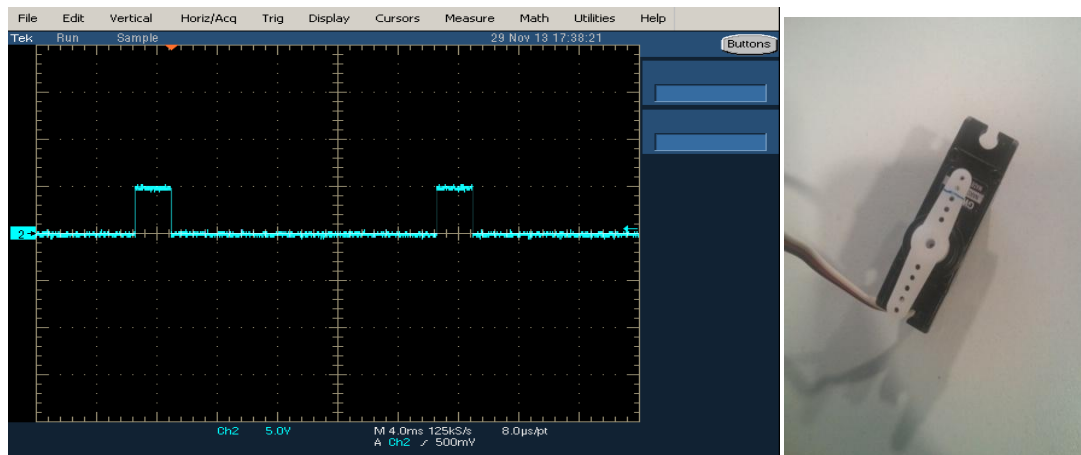 File Edit Vertical Horiz/Acq Trig Display Cursors Measure Math Utilities Help
Tek Run Sample 29 Nov 13 17:38:21
Buttons
2
Ch2 5.0V M 4.0ms 125kS/s 8.0µs/pt
A Ch2 ⁄ 500mV